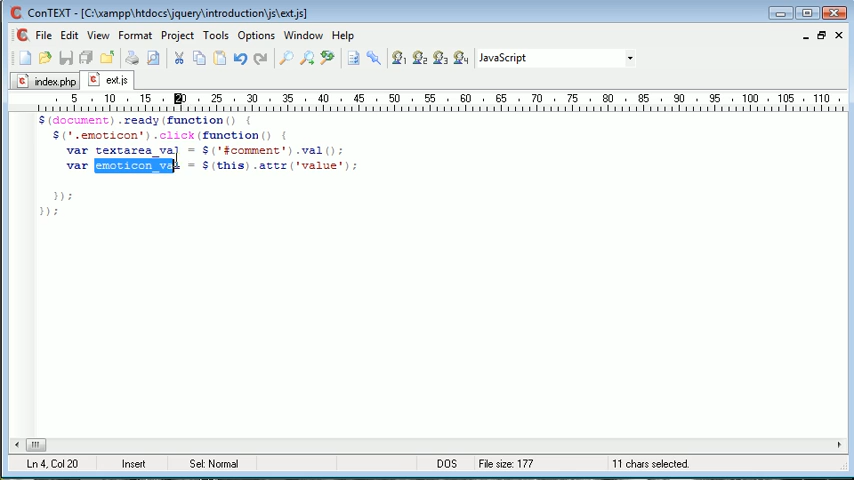 ConTEXT - [C:\xampp\htdocs\jquery\introduction\js\ext.js]
File Edit View Format Project Tools Options Window Help
JavaScript
index.php ext.js
5 10 15 20 25 30 35 40 45 50 55 60 65 70 75 80 85 90 95 100 105 110
$(document).ready(function() {
$('.emoticon').click(function() {
var textarea_val = $('#comment').val();
var emoticon_val = $(this).attr('value');
});
});
Ln 4, Col 20 Insert Sel: Normal DOS File size: 177 11 chars selected.